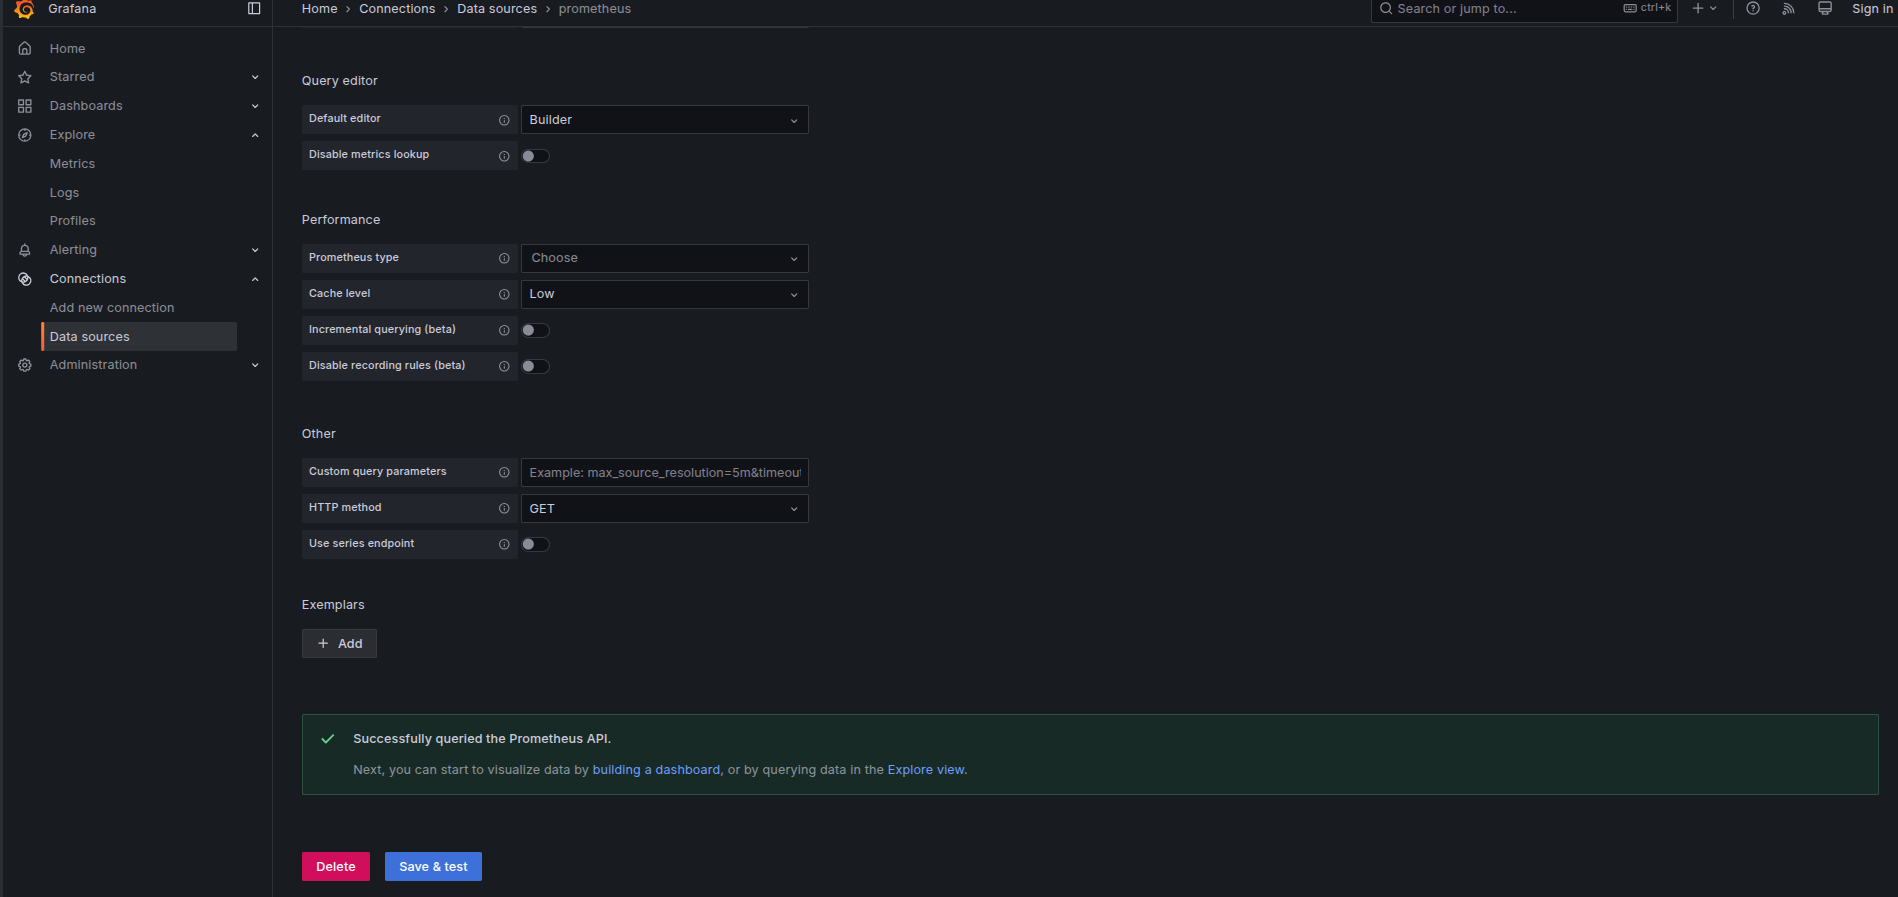 Grafana
Home › Connections › Data sources › prometheus
Search or jump to...
ctrl+k
Sign in
Home
Starred
Dashboards
Explore
Metrics
Logs
Profiles
Alerting
Connections
Add new connection
Data sources
Administration
Query editor
Default editor
Builder
Disable metrics lookup
Performance
Prometheus type
Choose
Cache level
Low
Incremental querying (beta)
Disable recording rules (beta)
Other
Custom query parameters
Example: max_source_resolution=5m&timeout
HTTP method
GET
Use series endpoint
Exemplars
+ Add
Successfully queried the Prometheus API.
Next, you can start to visualize data by building a dashboard, or by querying data in the Explore view.
Delete
Save & test